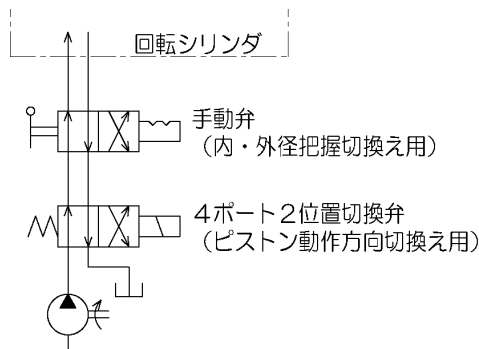 回転シリンダ
手動弁
(内・外径把握切換え用)
4ポート2位置切換弁
(ピストン動作方向切換え用)